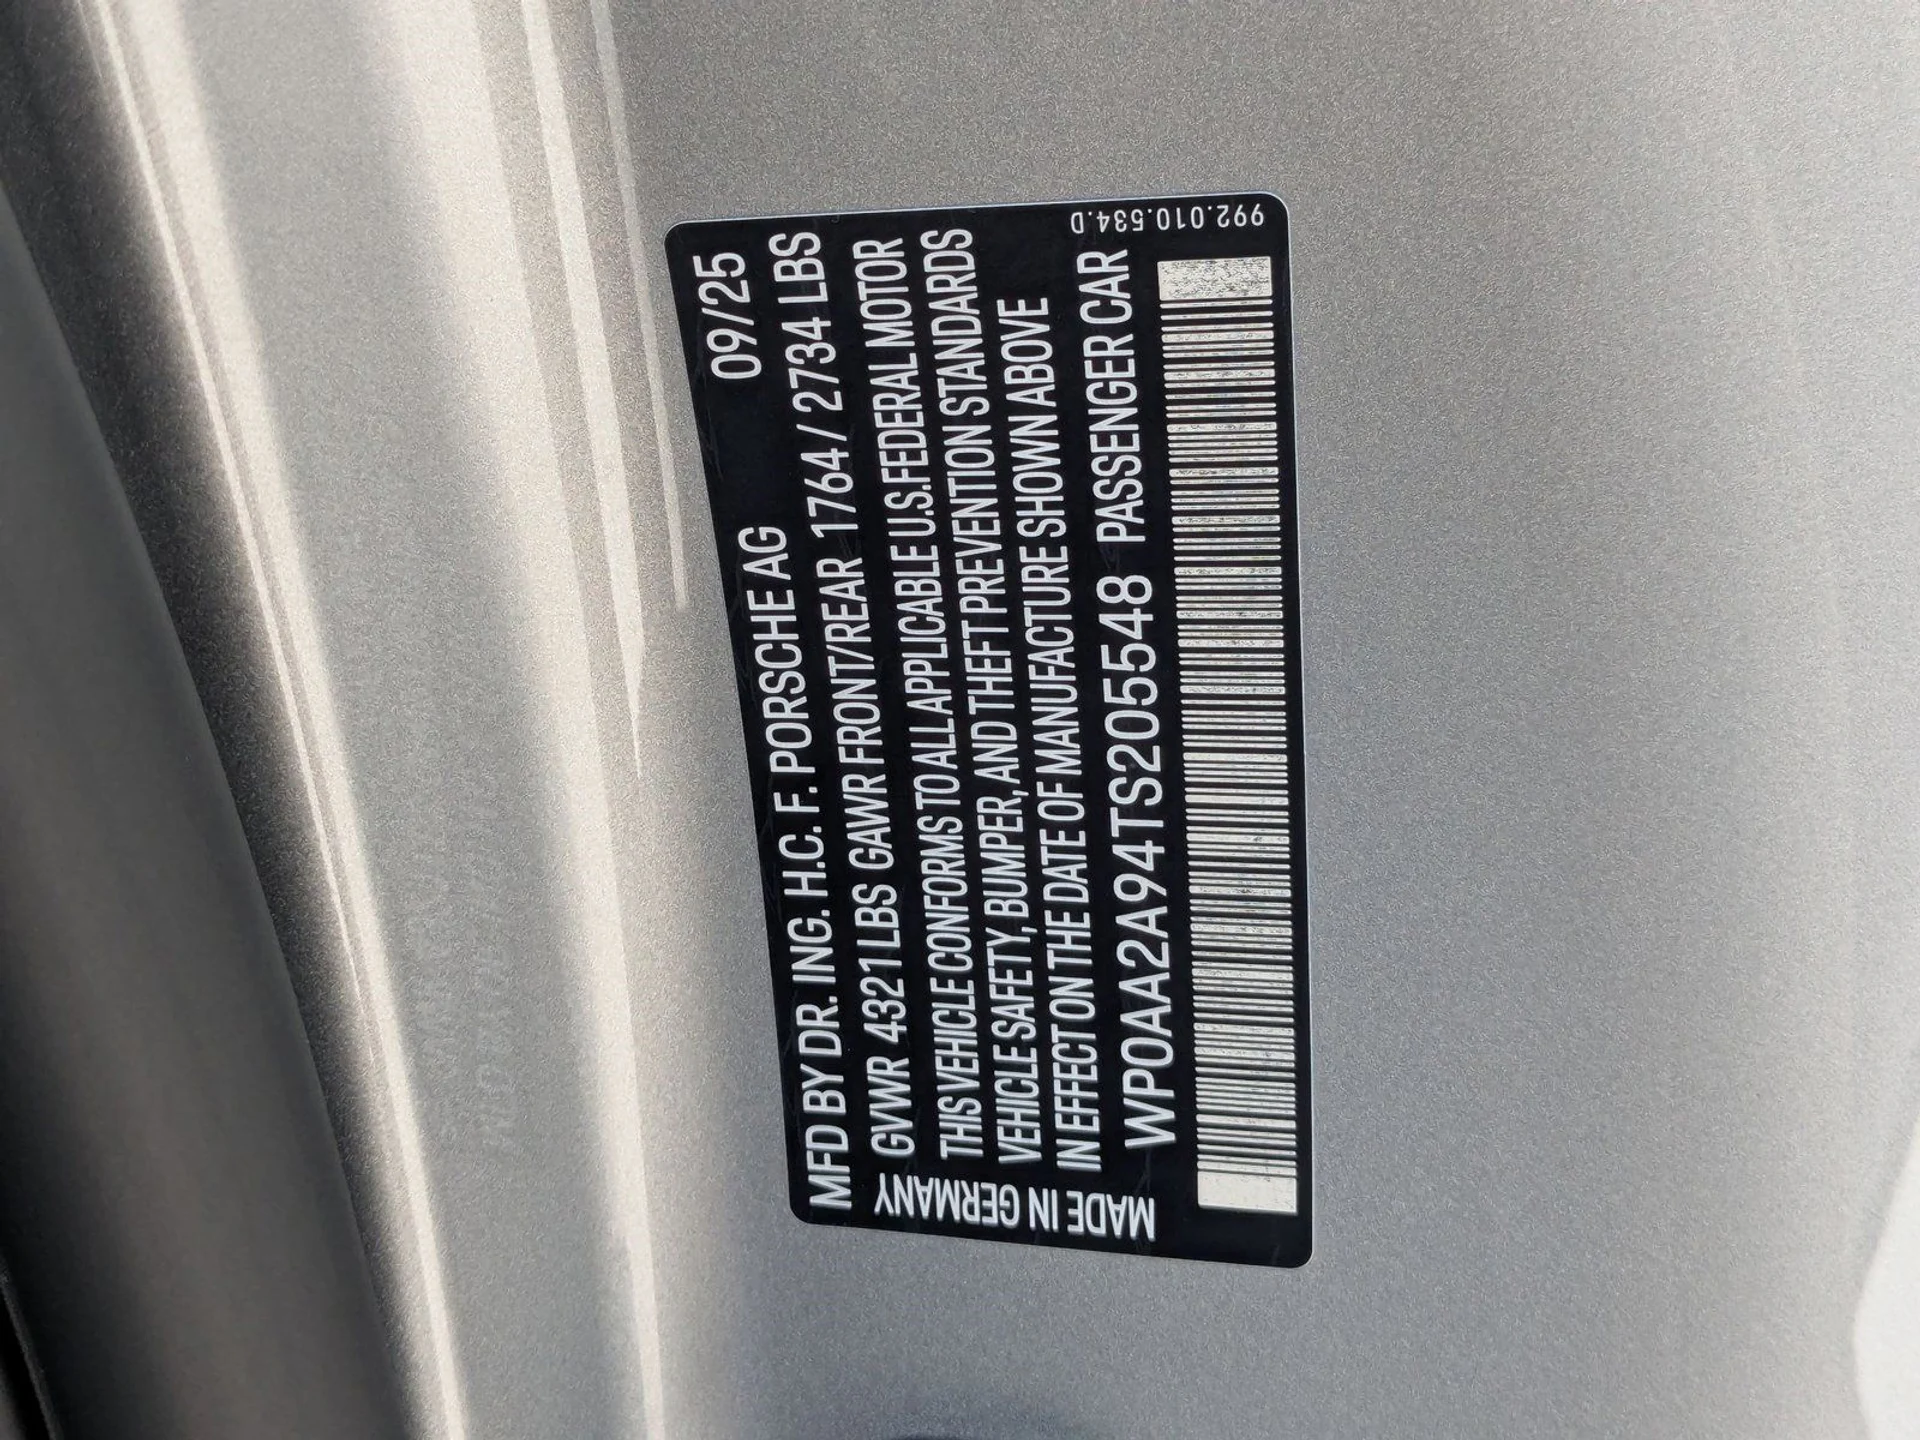 MFD BY DR. ING. H.C. F. PORSCHE AG 09/25
GVWR 4321 LBS GAWR FRONT/REAR 1764 / 2734 LBS
THIS VEHICLE CONFORMS TO ALL APPLICABLE U.S.FEDERAL MOTOR
VEHICLE SAFETY, BUMPER, AND THEFT PREVENTION STANDARDS
IN EFFECT ON THE DATE OF MANUFACTURE SHOWN ABOVE
WP0AA2A94TS205548 PASSENGER CAR
MADE IN GERMANY
992.010.534.D